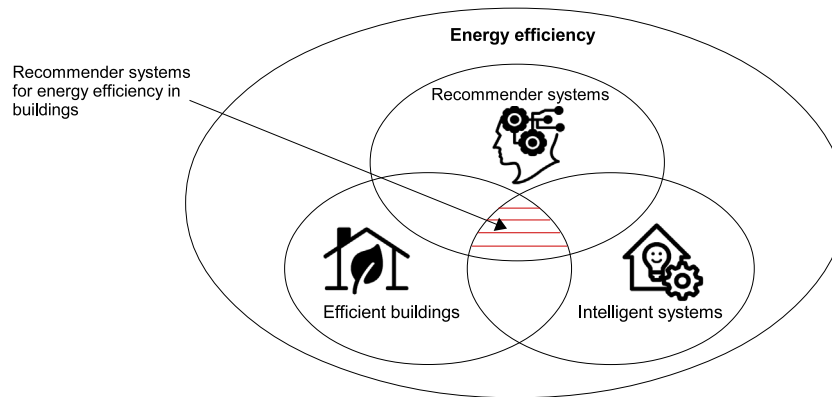 Energy efficiency
Recommender systems
for energy efficiency in
buildings
Recommender systems
Efficient buildings
Intelligent systems